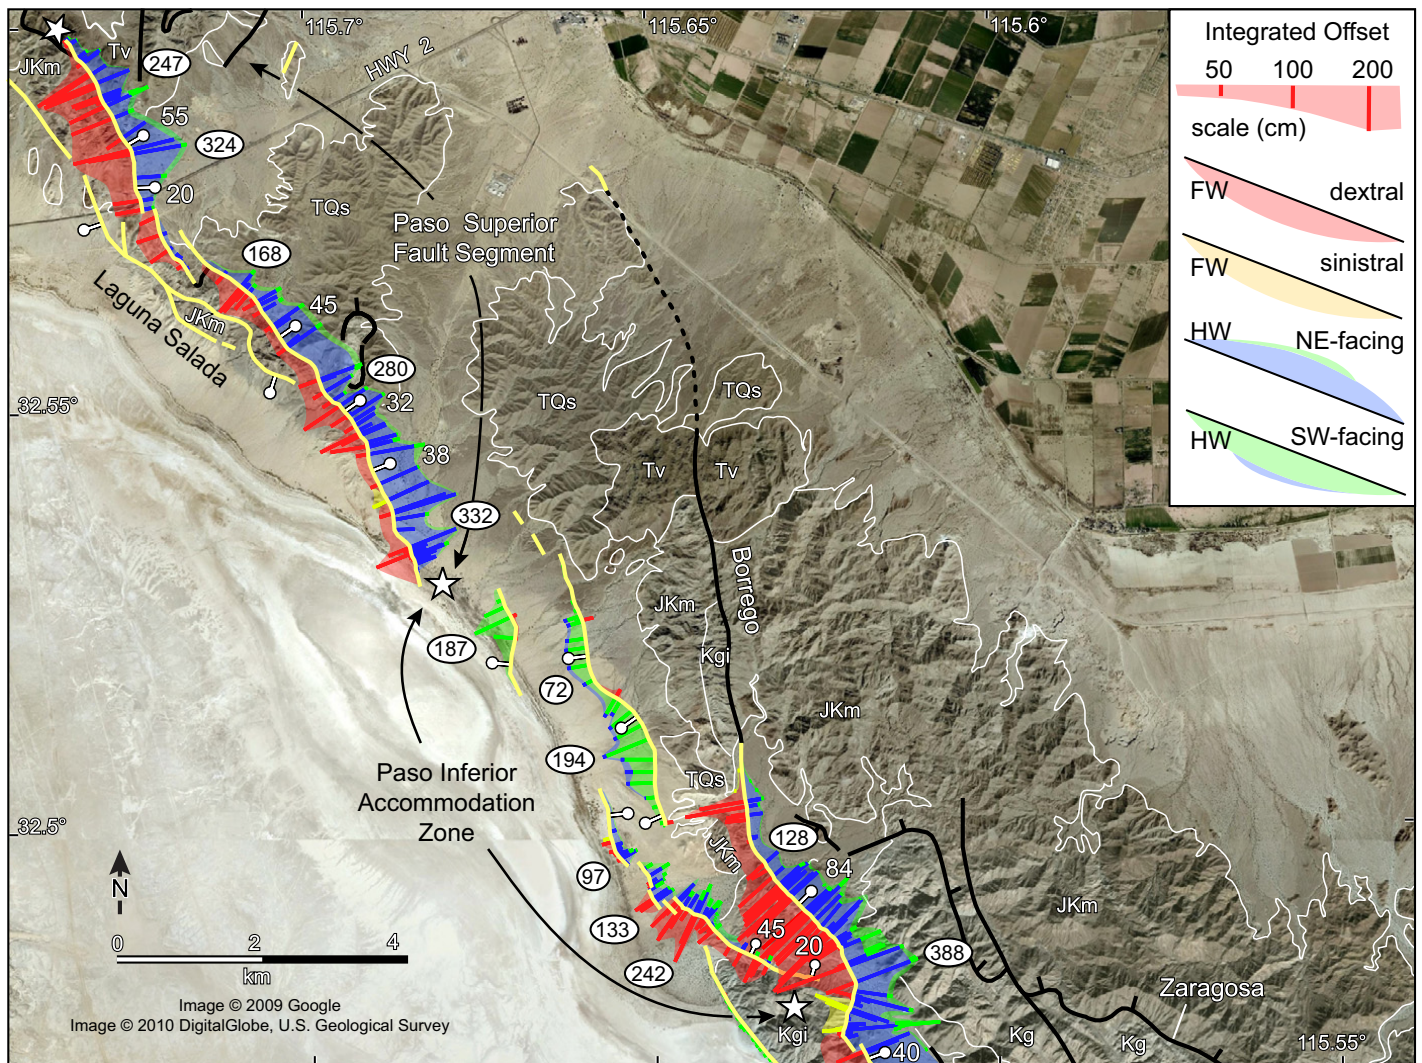 115.7°
115.65°
115.6°
Tv
JKm
247
HWY 2
55
324
20
TQs
Paso Superior
Fault Segment
168
45
Laguna Salada
JKm
280
32
32.55°
38
TQs
TQs
Tv
Tv
332
Borrego
JKm
Kgi
187
72
JKm
194
TQs
Paso Inferior
Accommodation
Zone
32.5°
128
JKm
84
97
JKm
133
45
20
388
242
Zaragosa
Kgi
Kg
Kg
115.55°
40
N
0 2 4
km
Image © 2009 Google
Image © 2010 DigitalGlobe, U.S. Geological Survey
Integrated Offset
50 100 200
scale (cm)
FW dextral
FW sinistral
HW NE-facing
HW SW-facing